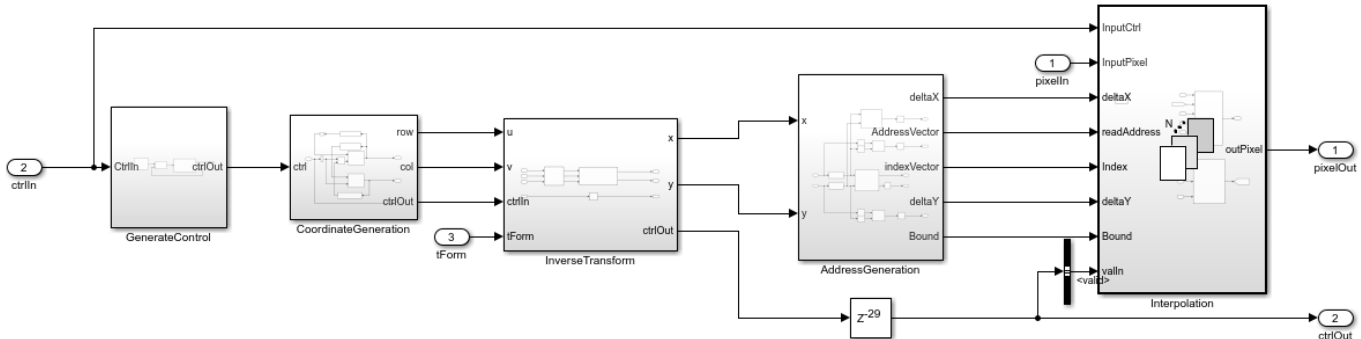 2
ctrlIn
CtrlIn
ctrlOut
GenerateControl
ctrl
row
col
ctrlOut
CoordinateGeneration
3
tForm
u
v
ctrlIn
tForm
x
y
ctrlOut
InverseTransform
x
y
deltaX
AddressVector
indexVector
deltaY
Bound
AddressGeneration
Z-29
1
pixelIn
<valid>
InputCtrl
InputPixel
deltaX
readAddress
Index
deltaY
Bound
valIn
N
outPixel
Interpolation
1
pixelOut
2
ctrlOut